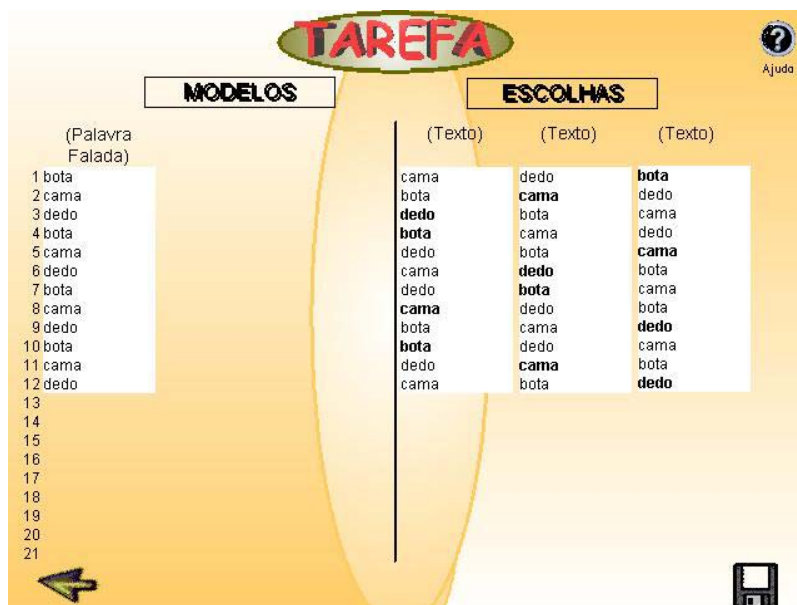 TAREFA
Ajuda
MODELOS ESCOLHAS
(Palavra Falada) (Texto) (Texto) (Texto)
1 bota cama dedo bota
2 cama bota cama dedo
3 dedo dedo bota cama
4 bota bota cama dedo
5 cama dedo bota cama
6 dedo cama dedo bota
7 bota dedo bota cama
8 cama cama dedo bota
9 dedo bota cama dedo
10 bota bota dedo cama
11 cama dedo cama bota
12 dedo cama bota dedo
13
14
15
16
17
18
19
20
21